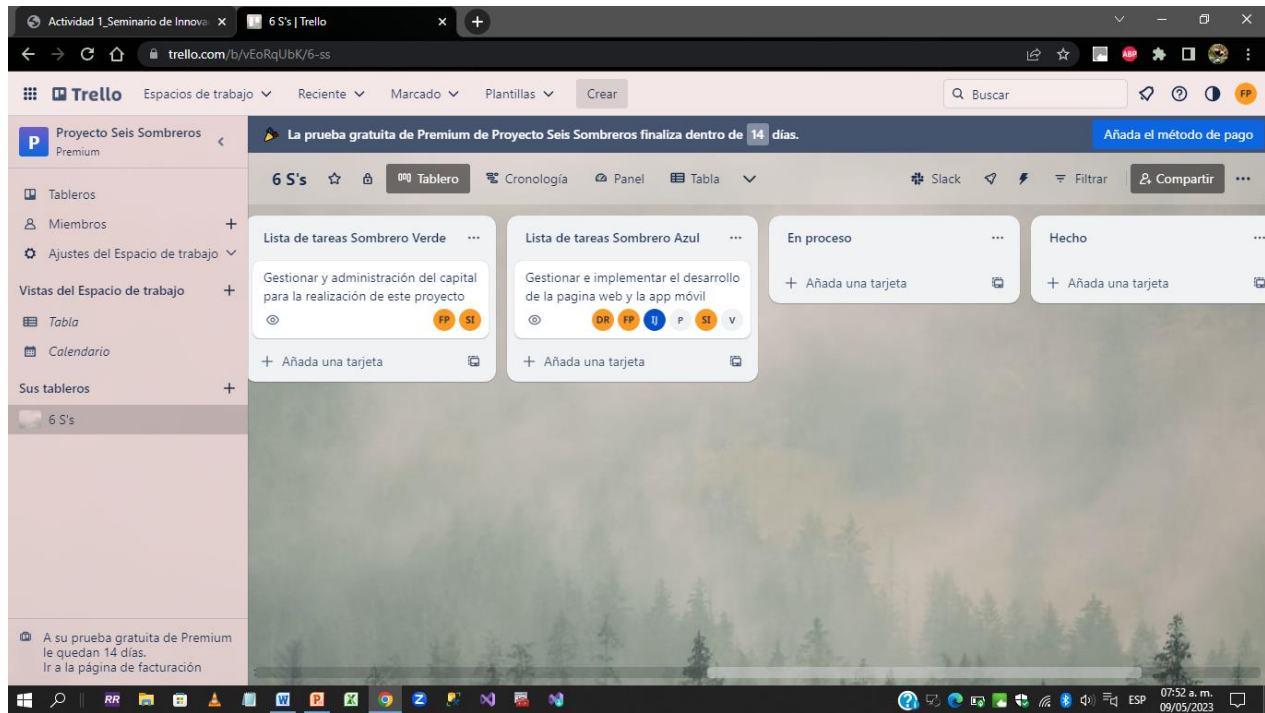 Actividad 1_Seminario de Innova
6 S's | Trello
trello.com/b/vEoRqUbK/6-ss
ABP
Trello
Espacios de trabajo
Reciente
Marcado
Plantillas
Crear
Buscar
FP
P
Proyecto Seis Sombreros
Premium
La prueba gratuita de Premium de Proyecto Seis Sombreros finaliza dentro de 14 días.
Añada el método de pago
6 S's
Tablero
Cronología
Panel
Tabla
Slack
Filtrar
Compartir
Tableros
Miembros
Ajustes del Espacio de trabajo
Vistas del Espacio de trabajo
Tabla
Calendario
Sus tableros
6 S's
Lista de tareas Sombrero Verde
Gestionar y administración del capital
para la realización de este proyecto
FP SI
Añada una tarjeta
Lista de tareas Sombrero Azul
Gestionar e implementar el desarrollo
de la pagina web y la app móvil
DR FP IJ P SI V
Añada una tarjeta
En proceso
Añada una tarjeta
Hecho
Añada una tarjeta
A su prueba gratuita de Premium
le quedan 14 días.
Ir a la página de facturación
RR
ESP
07:52 a. m.
09/05/2023